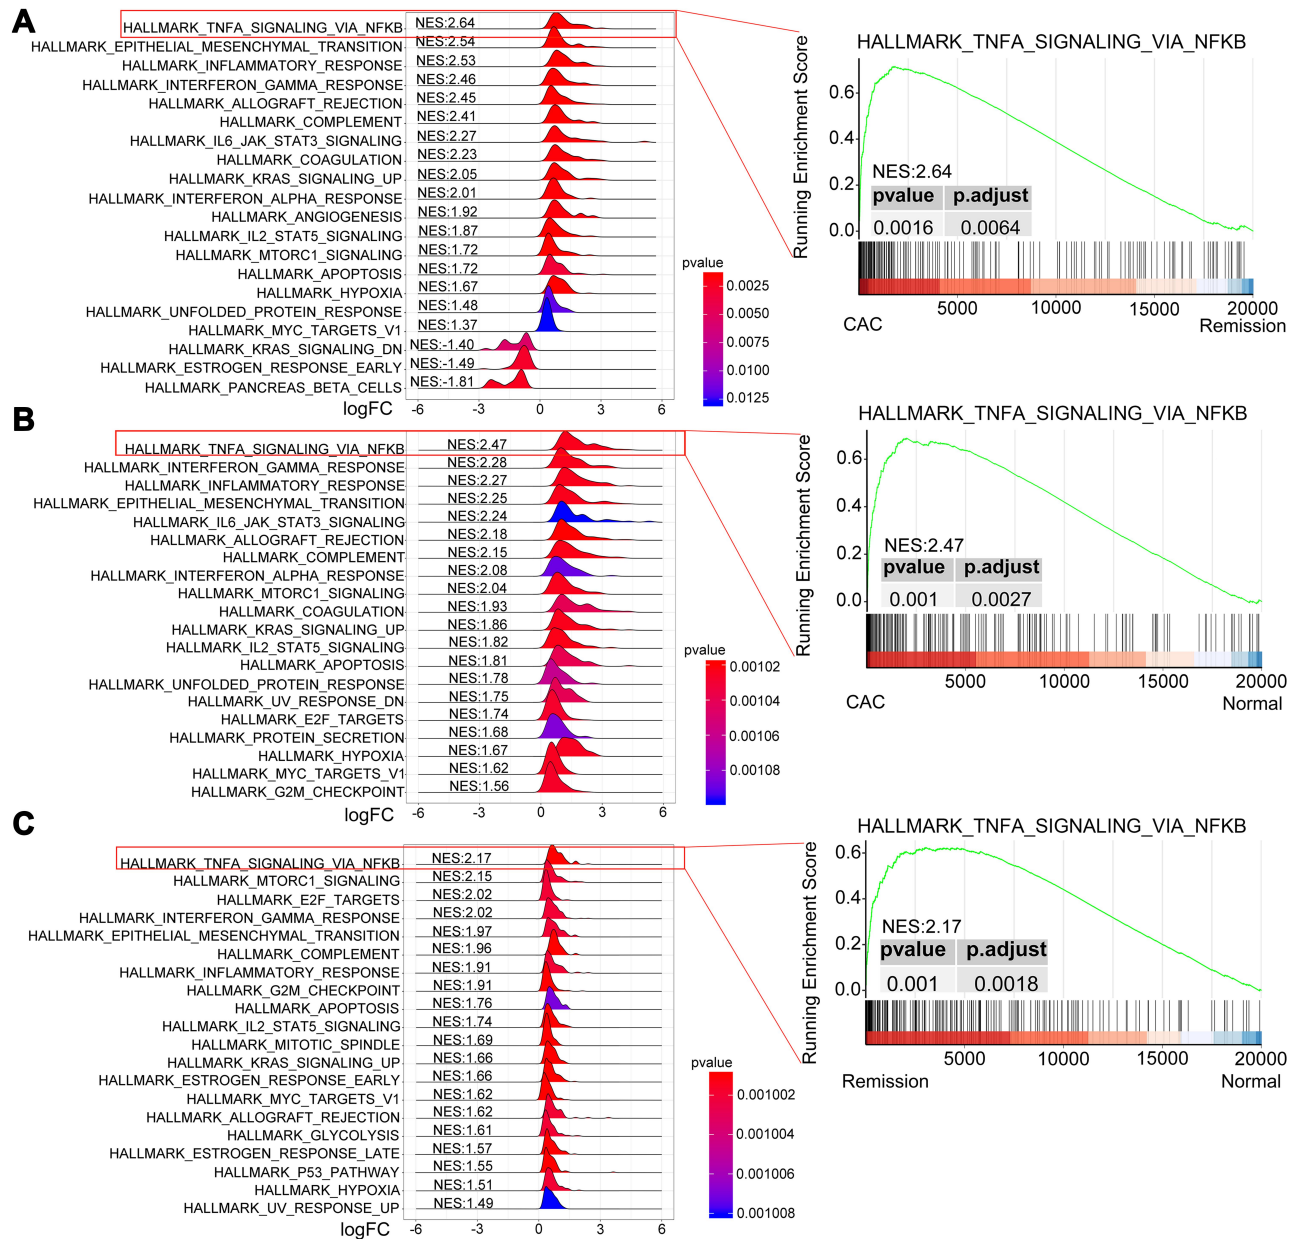 A
HALLMARK_TNFA_SIGNALING_VIA_NFKB NES:2.64
HALLMARK_EPITHELIAL_MESENCHYMAL_TRANSITION NES:2.54
HALLMARK_INFLAMMATORY_RESPONSE NES:2.53
HALLMARK_INTERFERON_GAMMA_RESPONSE NES:2.46
HALLMARK_ALLOGRAFT_REJECTION NES:2.45
HALLMARK_COMPLEMENT NES:2.41
HALLMARK_IL6_JAK_STAT3_SIGNALING NES:2.27
HALLMARK_COAGULATION NES:2.23
HALLMARK_KRAS_SIGNALING_UP NES:2.05
HALLMARK_INTERFERON_ALPHA_RESPONSE NES:2.01
HALLMARK_ANGIOGENESIS NES:1.92
HALLMARK_IL2_STAT5_SIGNALING NES:1.87
HALLMARK_MTORC1_SIGNALING NES:1.72
HALLMARK_APOPTOSIS NES:1.72
HALLMARK_HYPOXIA NES:1.67
HALLMARK_UNFOLDED_PROTEIN_RESPONSE NES:1.48
HALLMARK_MYC_TARGETS_V1 NES:1.37
HALLMARK_KRAS_SIGNALING_DN NES:-1.40
HALLMARK_ESTROGEN_RESPONSE_EARLY NES:-1.49
HALLMARK_PANCREAS_BETA_CELLS NES:-1.81
logFC -6 -3 0 3 6
pvalue
0.0025
0.0050
0.0075
0.0100
0.0125
HALLMARK_TNFA_SIGNALING_VIA_NFKB
Running Enrichment Score
0.6
0.4
0.2
0.0
NES:2.64
pvalue p.adjust
0.0016 0.0064
5000 10000 15000 20000
CAC Remission
B
HALLMARK_TNFA_SIGNALING_VIA_NFKB NES:2.47
HALLMARK_INTERFERON_GAMMA_RESPONSE NES:2.28
HALLMARK_INFLAMMATORY_RESPONSE NES:2.27
HALLMARK_EPITHELIAL_MESENCHYMAL_TRANSITION NES:2.25
HALLMARK_IL6_JAK_STAT3_SIGNALING NES:2.24
HALLMARK_ALLOGRAFT_REJECTION NES:2.18
HALLMARK_COMPLEMENT NES:2.15
HALLMARK_INTERFERON_ALPHA_RESPONSE NES:2.08
HALLMARK_MTORC1_SIGNALING NES:2.04
HALLMARK_COAGULATION NES:1.93
HALLMARK_KRAS_SIGNALING_UP NES:1.86
HALLMARK_IL2_STAT5_SIGNALING NES:1.82
HALLMARK_APOPTOSIS NES:1.81
HALLMARK_UNFOLDED_PROTEIN_RESPONSE NES:1.78
HALLMARK_UV_RESPONSE_DN NES:1.75
HALLMARK_E2F_TARGETS NES:1.74
HALLMARK_PROTEIN_SECRETION NES:1.68
HALLMARK_HYPOXIA NES:1.67
HALLMARK_MYC_TARGETS_V1 NES:1.62
HALLMARK_G2M_CHECKPOINT NES:1.56
logFC -6 -3 0 3 6
pvalue
0.00102
0.00104
0.00106
0.00108
HALLMARK_TNFA_SIGNALING_VIA_NFKB
Running Enrichment Score
0.6
0.4
0.2
0.0
NES:2.47
pvalue p.adjust
0.001 0.0027
5000 10000 15000 20000
CAC Normal
C
HALLMARK_TNFA_SIGNALING_VIA_NFKB NES:2.17
HALLMARK_MTORC1_SIGNALING NES:2.15
HALLMARK_E2F_TARGETS NES:2.02
HALLMARK_INTERFERON_GAMMA_RESPONSE NES:2.02
HALLMARK_EPITHELIAL_MESENCHYMAL_TRANSITION NES:1.97
HALLMARK_COMPLEMENT NES:1.96
HALLMARK_INFLAMMATORY_RESPONSE NES:1.91
HALLMARK_G2M_CHECKPOINT NES:1.91
HALLMARK_APOPTOSIS NES:1.76
HALLMARK_IL2_STAT5_SIGNALING NES:1.74
HALLMARK_MITOTIC_SPINDLE NES:1.69
HALLMARK_KRAS_SIGNALING_UP NES:1.66
HALLMARK_ESTROGEN_RESPONSE_EARLY NES:1.66
HALLMARK_MYC_TARGETS_V1 NES:1.62
HALLMARK_ALLOGRAFT_REJECTION NES:1.62
HALLMARK_GLYCOLYSIS NES:1.61
HALLMARK_ESTROGEN_RESPONSE_LATE NES:1.57
HALLMARK_P53_PATHWAY NES:1.55
HALLMARK_HYPOXIA NES:1.51
HALLMARK_UV_RESPONSE_UP NES:1.49
logFC -6 -3 0 3 6
pvalue
0.001002
0.001004
0.001006
0.001008
HALLMARK_TNFA_SIGNALING_VIA_NFKB
Running Enrichment Score
0.6
0.4
0.2
0.0
NES:2.17
pvalue p.adjust
0.001 0.0018
5000 10000 15000 20000
Remission Normal